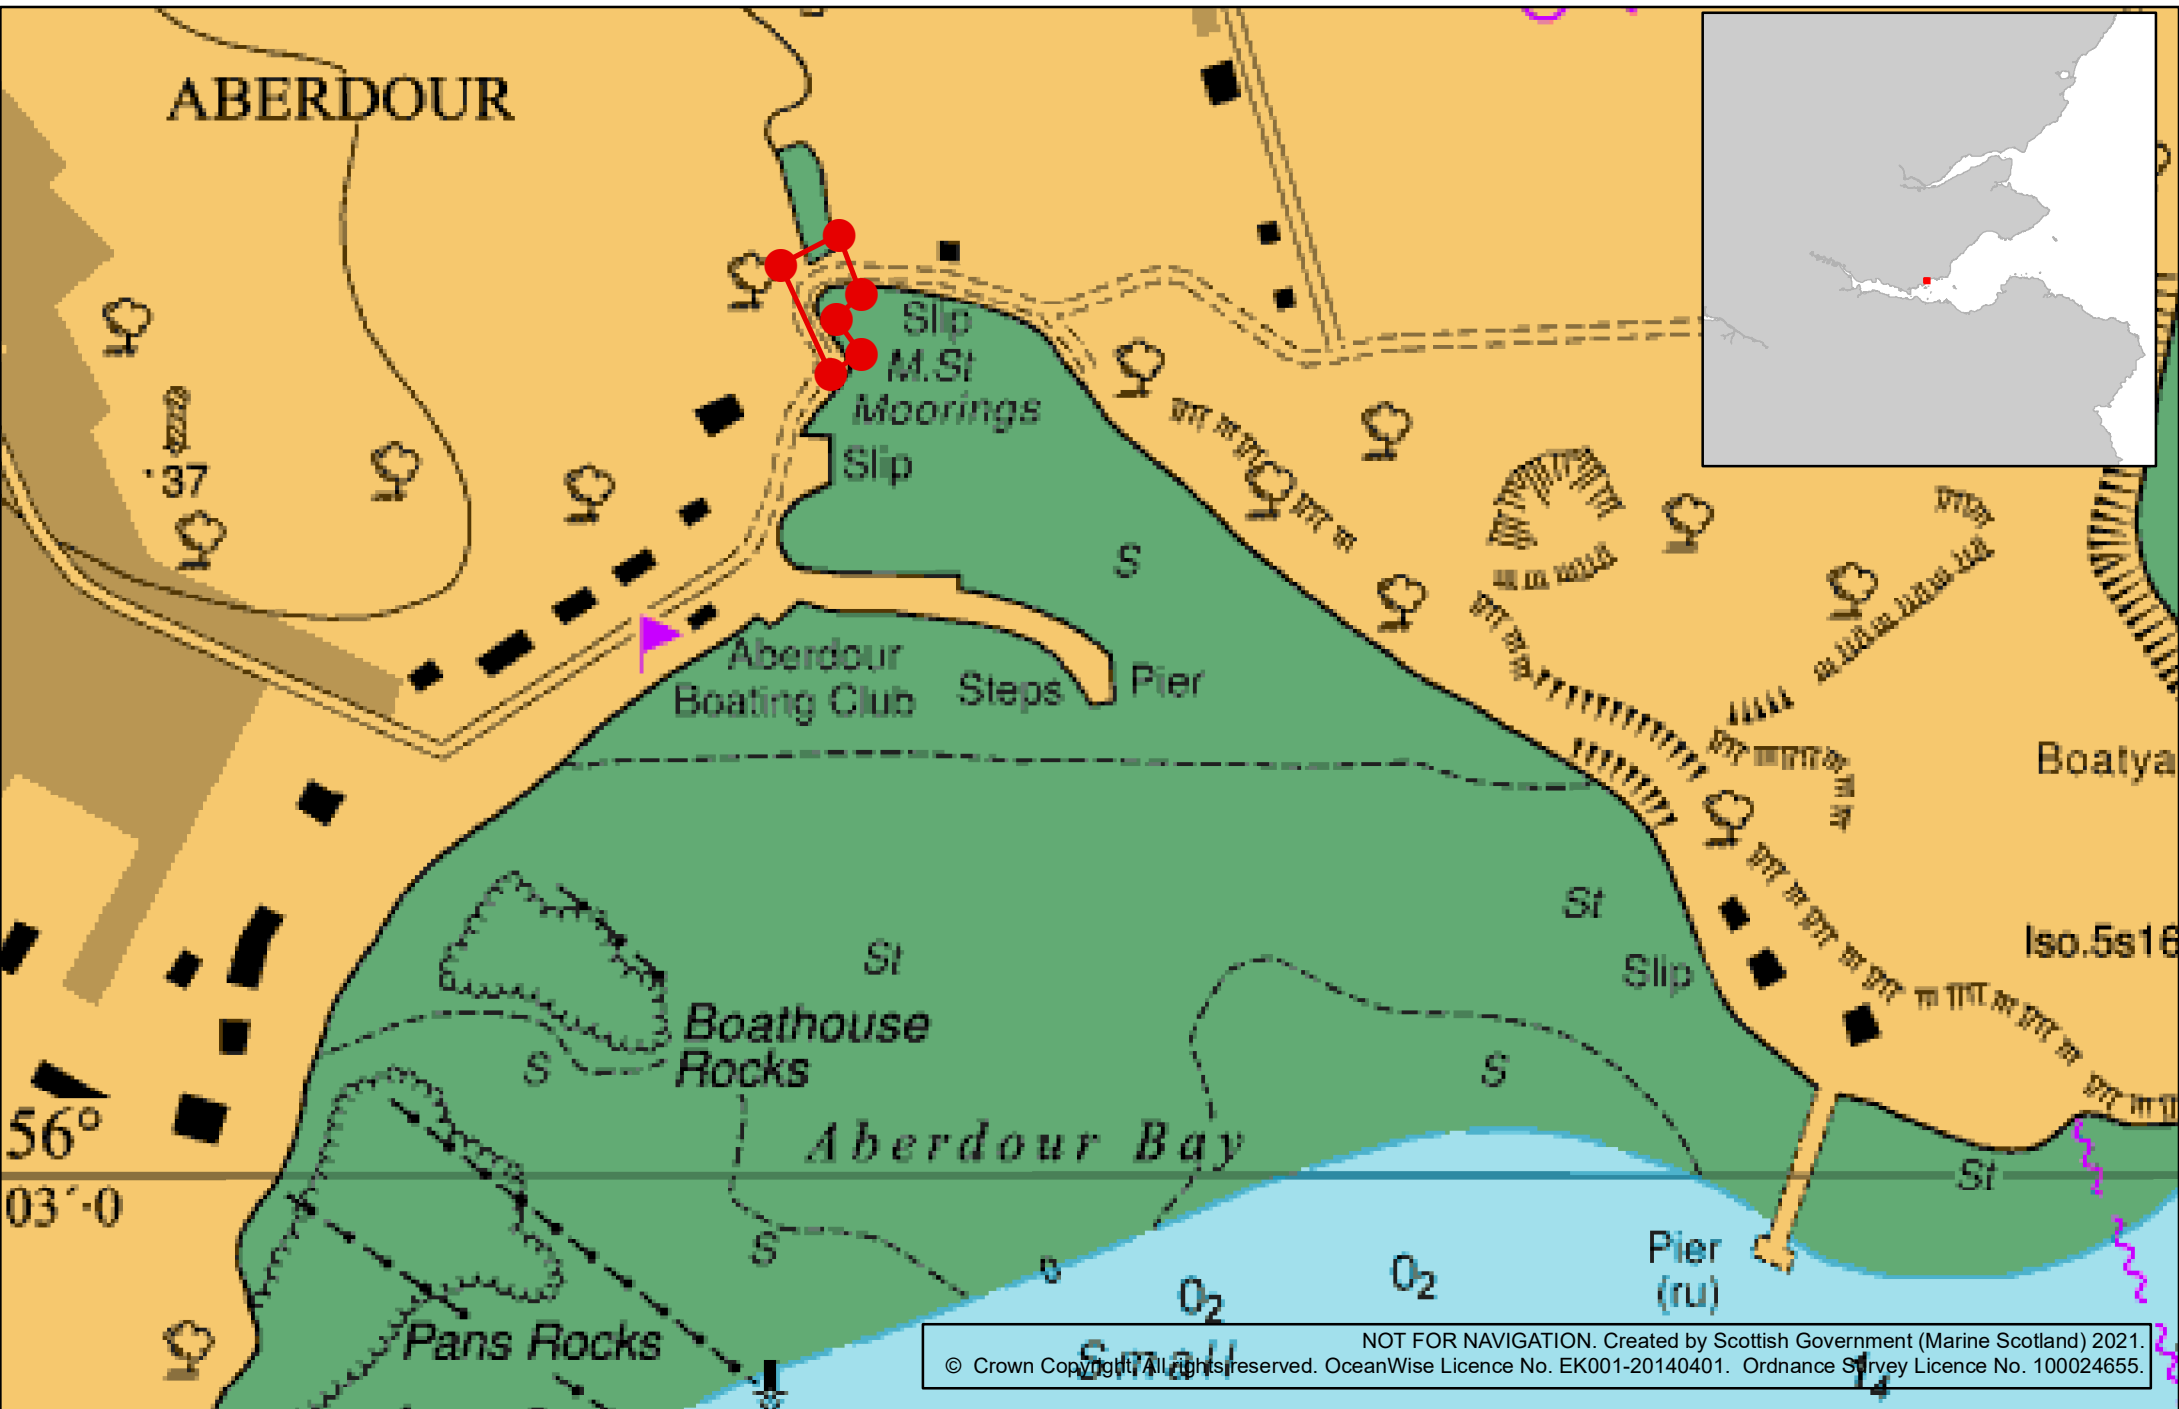 ABERDOUR
Slip
M.St
Moorings
Slip
37
S
Aberdour
Boating Club
Steps
Pier
Boatya
St
St
Slip
Iso.5s16
Boathouse
Rocks
S
S
56°
03´·0
Aberdour Bay
St
S
0
0₂
0₂
Pier
(ru)
Pans Rocks
Small
1₄
NOT FOR NAVIGATION. Created by Scottish Government (Marine Scotland) 2021.
© Crown Copyright. All rights reserved. OceanWise Licence No. EK001-20140401. Ordnance Survey Licence No. 100024655.